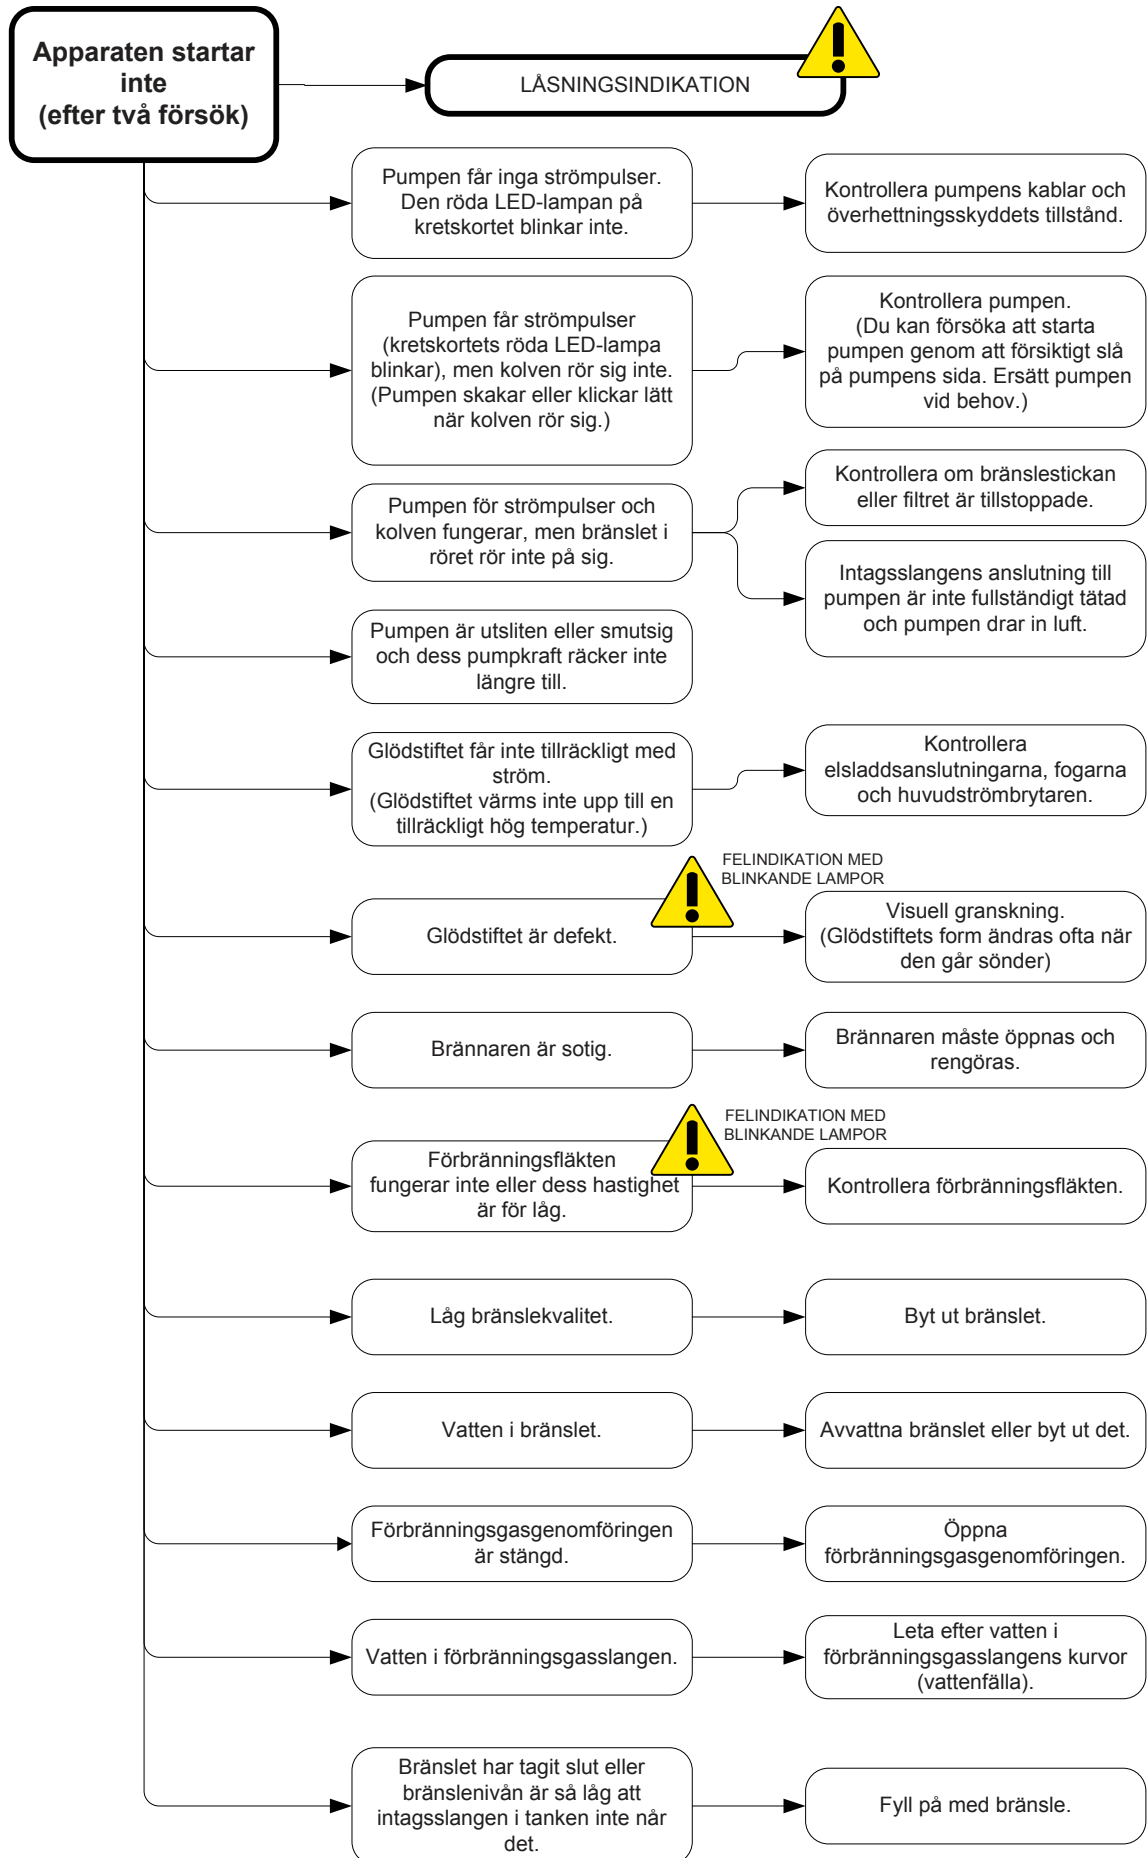 Apparaten startar
inte
(efter två försök)
LÅSNINGSINDIKATION
Pumpen får inga strömpulser.
Den röda LED-lampan på
kretskortet blinkar inte.
Kontrollera pumpens kablar och
överhettningsskyddets tillstånd.
Pumpen får strömpulser
(kretskortets röda LED-lampa
blinkar), men kolven rör sig inte.
(Pumpen skakar eller klickar lätt
när kolven rör sig.)
Kontrollera pumpen.
(Du kan försöka att starta
pumpen genom att försiktigt slå
på pumpens sida. Ersätt pumpen
vid behov.)
Pumpen för strömpulser och
kolven fungerar, men bränslet i
röret rör inte på sig.
Kontrollera om bränslestickan
eller filtret är tillstoppade.
Intagsslangens anslutning till
pumpen är inte fullständigt tätad
och pumpen drar in luft.
Pumpen är utsliten eller smutsig
och dess pumpkraft räcker inte
längre till.
Glödstiftet får inte tillräckligt med
ström.
(Glödstiftet värms inte upp till en
tillräckligt hög temperatur.)
Kontrollera
elsladdsanslutningarna, fogarna
och huvudströmbrytaren.
FELINDIKATION MED
BLINKANDE LAMPOR
Glödstiftet är defekt.
Visuell granskning.
(Glödstiftets form ändras ofta när
den går sönder)
Brännaren är sotig.
Brännaren måste öppnas och
rengöras.
FELINDIKATION MED
BLINKANDE LAMPOR
Förbränningsfläkten
fungerar inte eller dess hastighet
är för låg.
Kontrollera förbränningsfläkten.
Låg bränslekvalitet.
Byt ut bränslet.
Vatten i bränslet.
Avvattna bränslet eller byt ut det.
Förbränningsgasgenomföringen
är stängd.
Öppna
förbränningsgasgenomföringen.
Vatten i förbränningsgasslangen.
Leta efter vatten i
förbränningsgasslangens kurvor
(vattenfälla).
Bränslet har tagit slut eller
bränslenivån är så låg att
intagsslangen i tanken inte når
det.
Fyll på med bränsle.